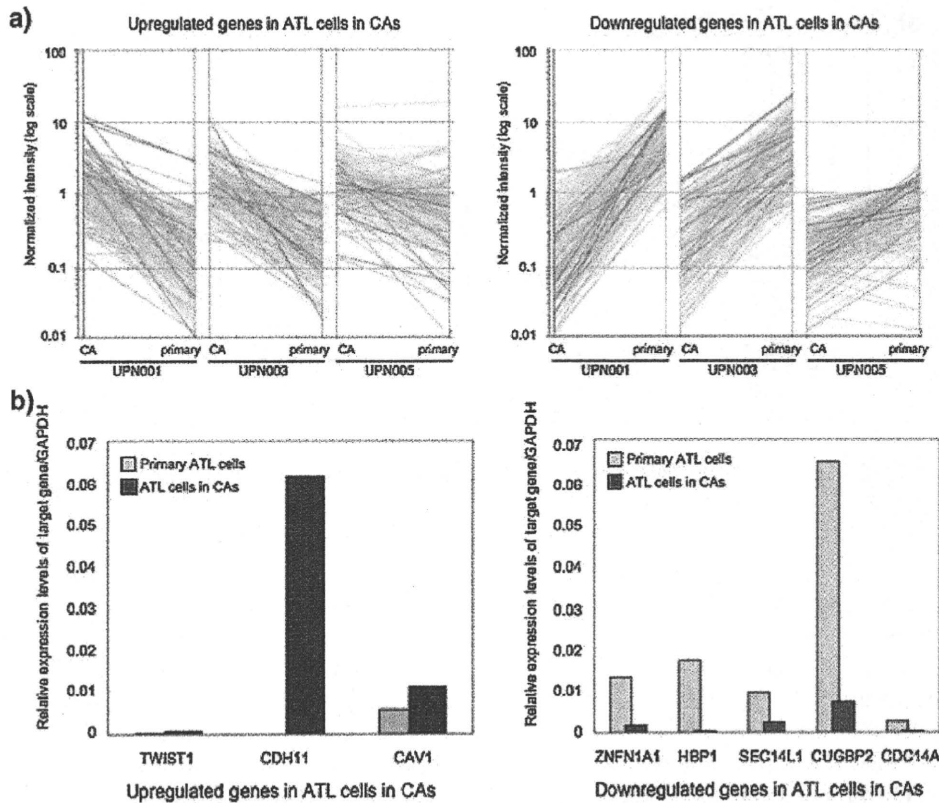 a)
Upregulated genes in ATL cells in CAs
Normalized intensity (log scale)
100
10
1
0.1
0.01
CA primary CA primary CA primary
UPN001 UPN003 UPN005
Downregulated genes in ATL cells in CAs
Normalized intensity (log scale)
100
10
1
0.1
0.01
CA primary CA primary CA primary
UPN001 UPN003 UPN005
b)
Relative expression levels of target gene/GAPDH
0.07
0.06
0.05
0.04
0.03
0.02
0.01
0
Primary ATL cells
ATL cells in CAs
TWIST1 CDH11 CAV1
Upregulated genes in ATL cells in CAs
Relative expression levels of target gene/GAPDH
0.07
0.06
0.05
0.04
0.03
0.02
0.01
0
Primary ATL cells
ATL cells in CAs
ZNFN1A1 HBP1 SEC14L1 CUGBP2 CDC14A
Downregulated genes in ATL cells in CAs